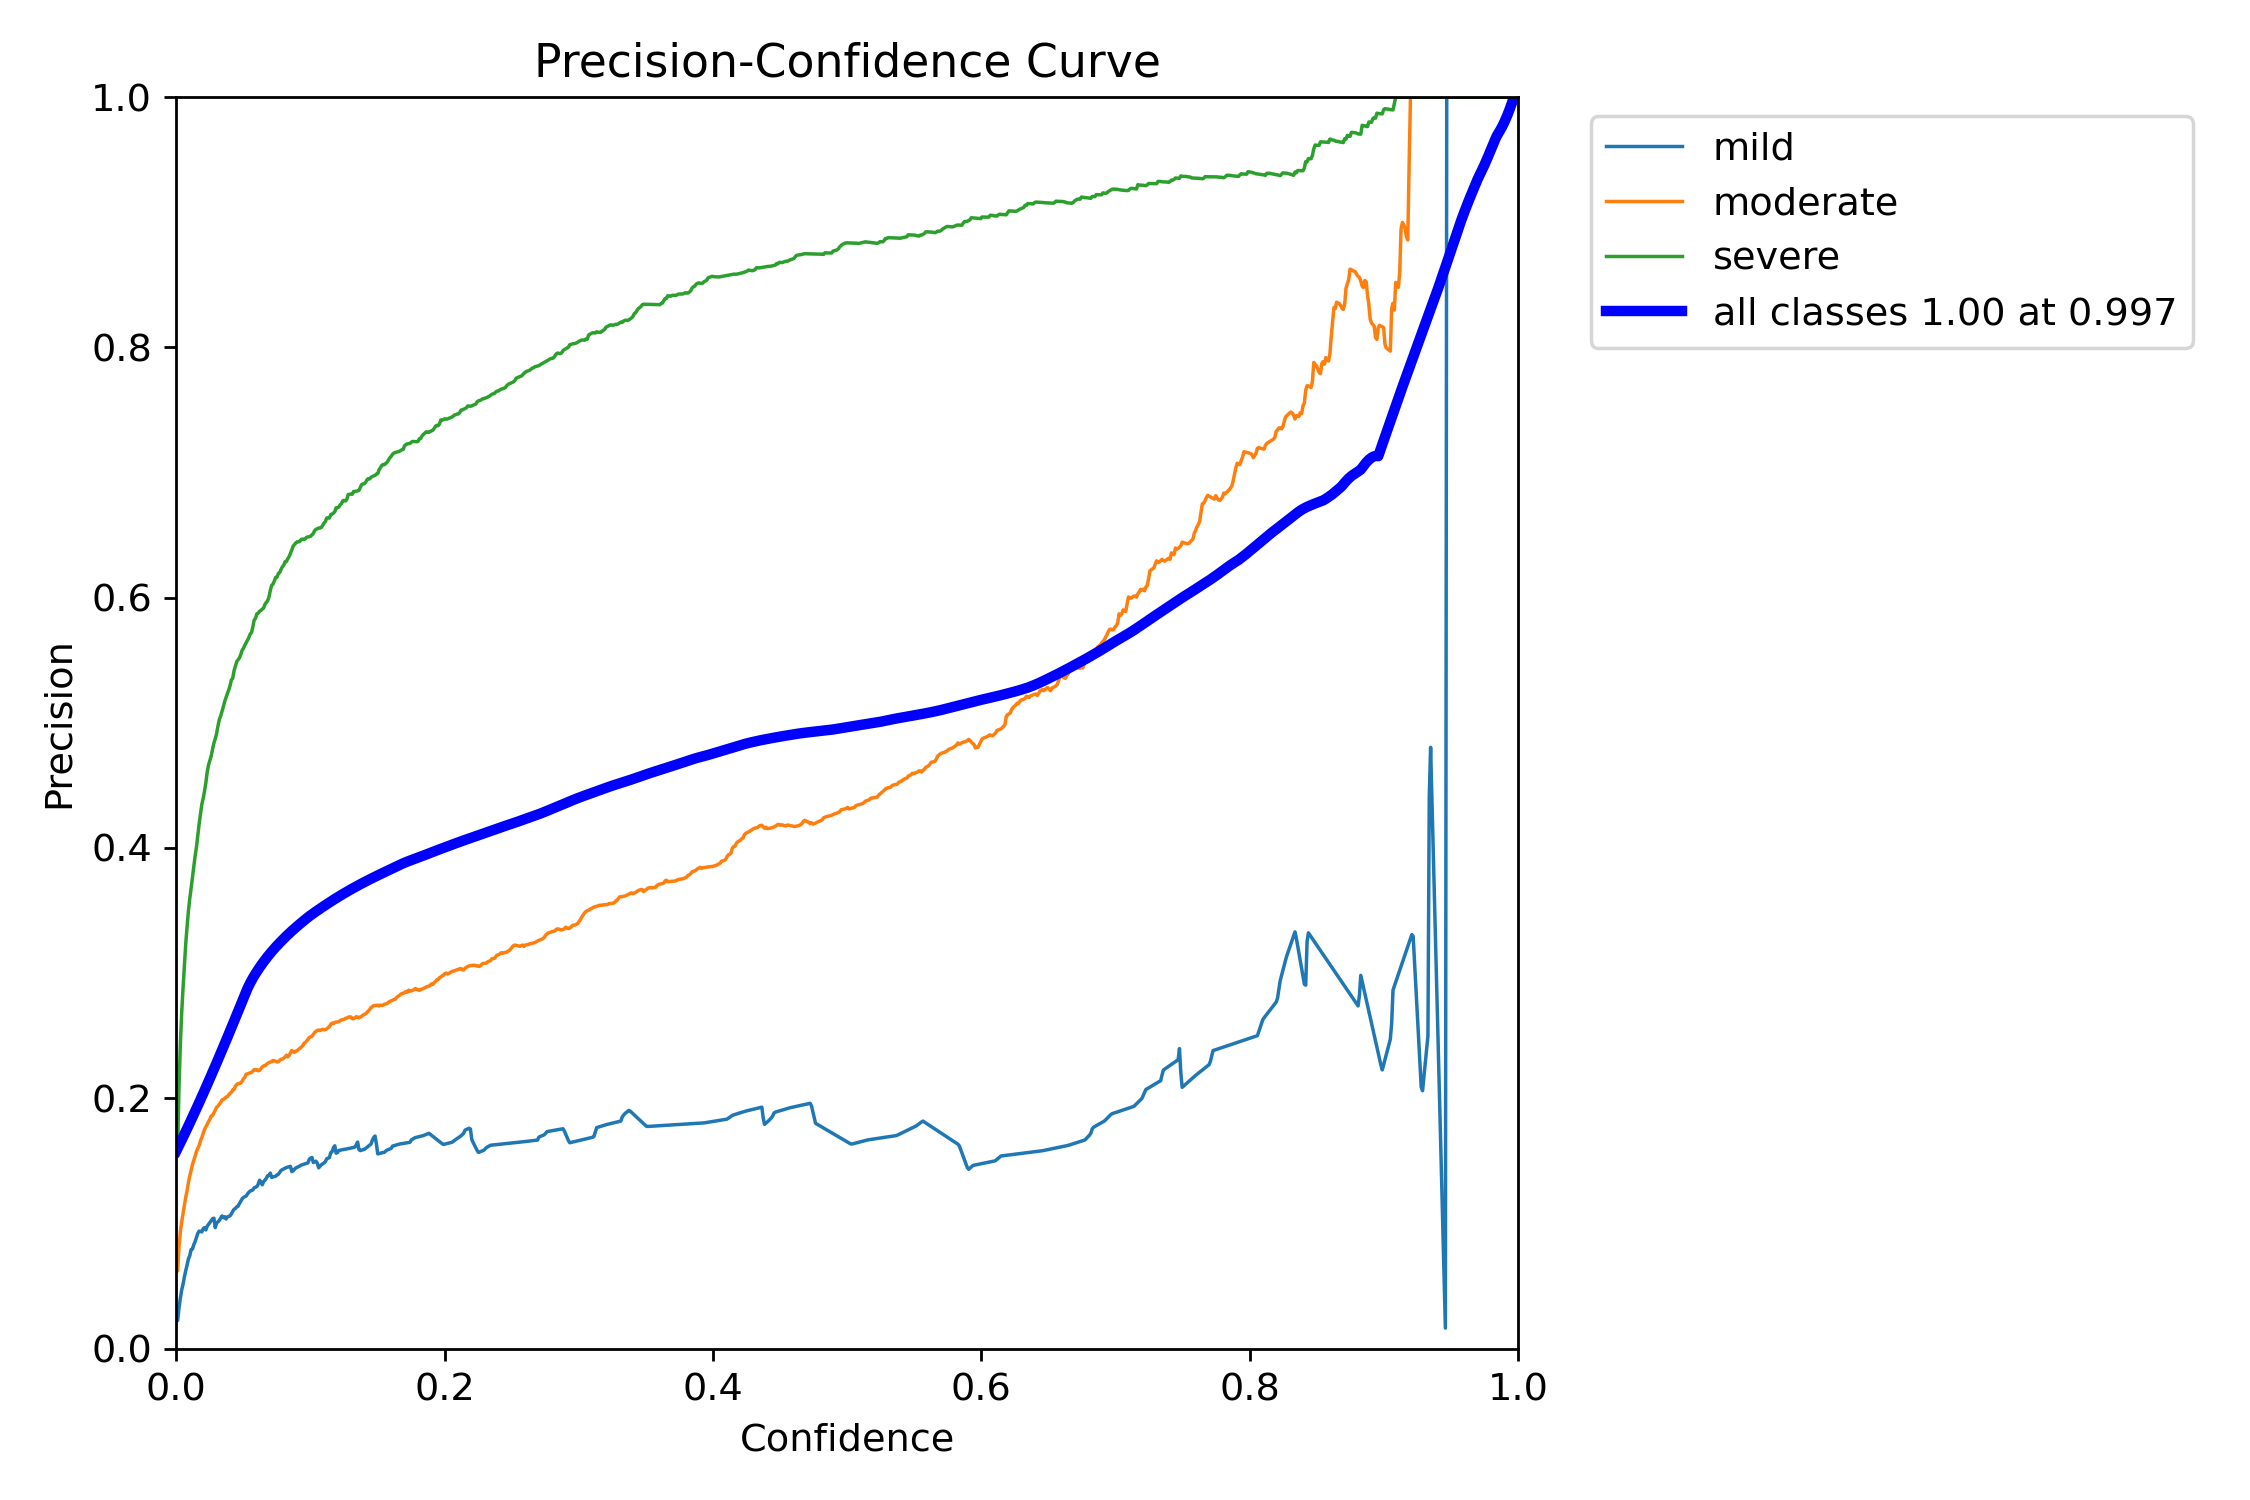 Precision-Confidence Curve
1.0
0.8
0.6
0.4
0.2
0.0
Precision
0.0 0.2 0.4 0.6 0.8 1.0
Confidence
mild
moderate
severe
all classes 1.00 at 0.997